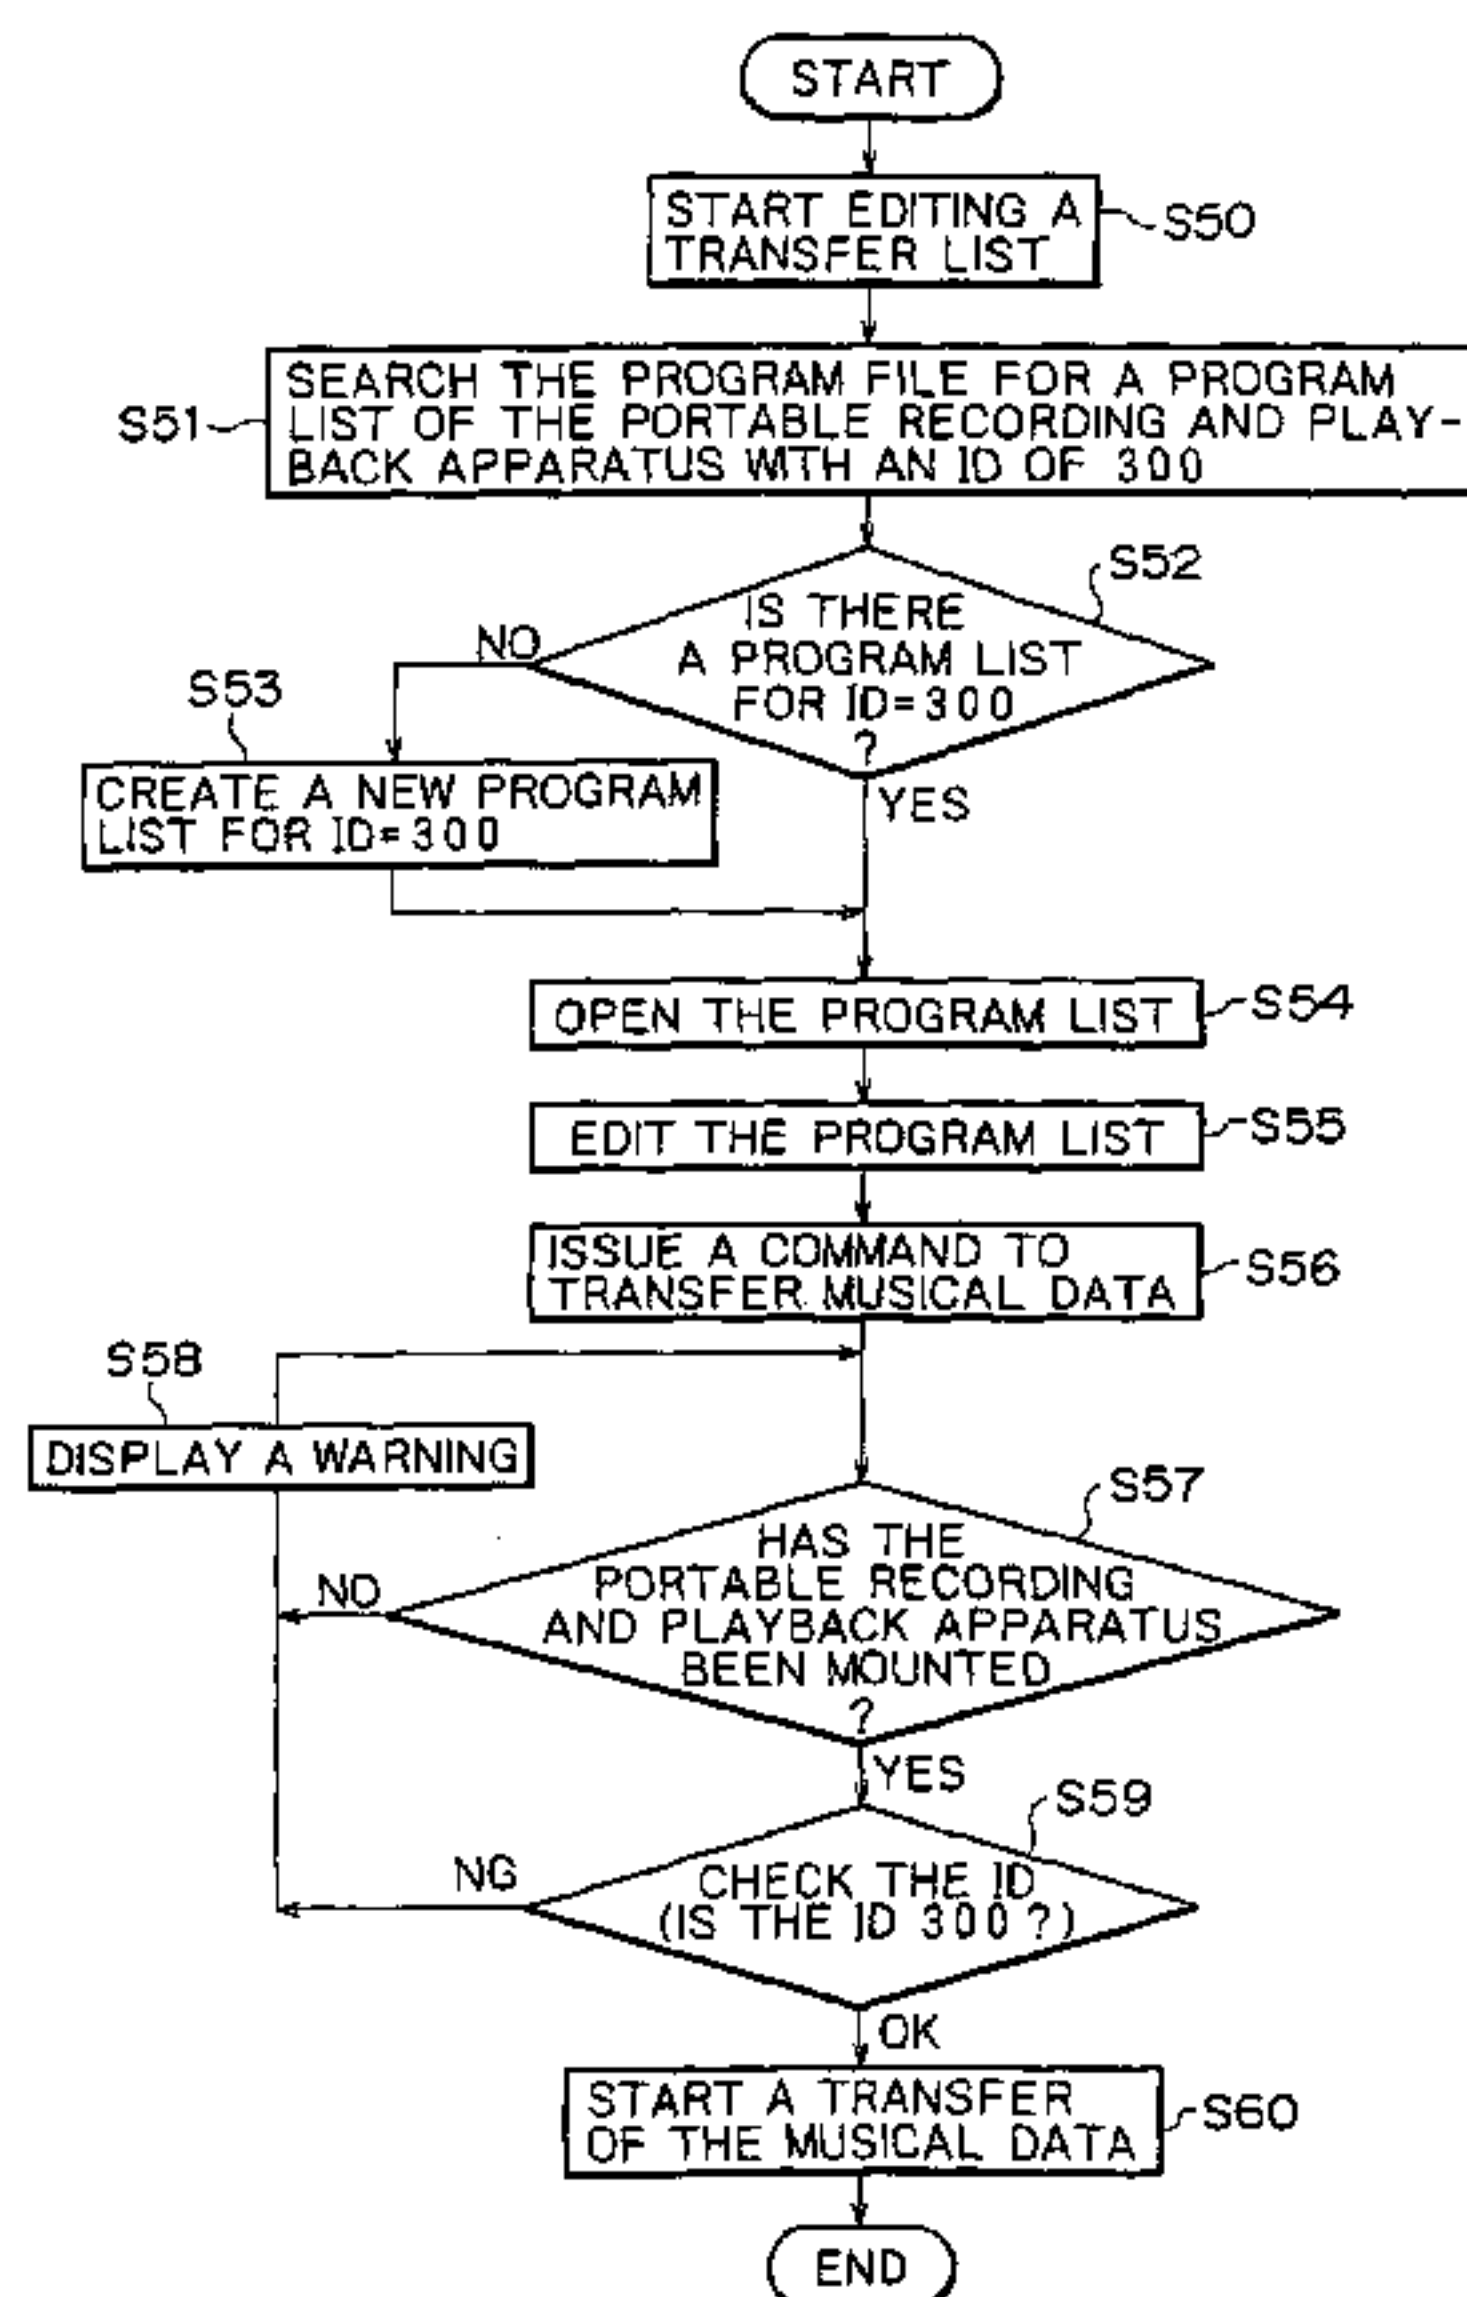 START
START EDITING A
TRANSFER LIST
S50
SEARCH THE PROGRAM FILE FOR A PROGRAM
LIST OF THE PORTABLE RECORDING AND PLAY-
BACK APPARATUS WITH AN ID OF 300
S51
IS THERE
A PROGRAM LIST
FOR ID=300
?
S52
NO
YES
S53
CREATE A NEW PROGRAM
LIST FOR ID=300
OPEN THE PROGRAM LIST
S54
EDIT THE PROGRAM LIST
S55
ISSUE A COMMAND TO
TRANSFER MUSICAL DATA
S56
S58
DISPLAY A WARNING
S57
HAS THE
PORTABLE RECORDING
AND PLAYBACK APPARATUS
BEEN MOUNTED
?
NO
YES
S59
CHECK THE ID
(IS THE ID 300?)
NG
OK
START A TRANSFER
OF THE MUSICAL DATA
S60
END